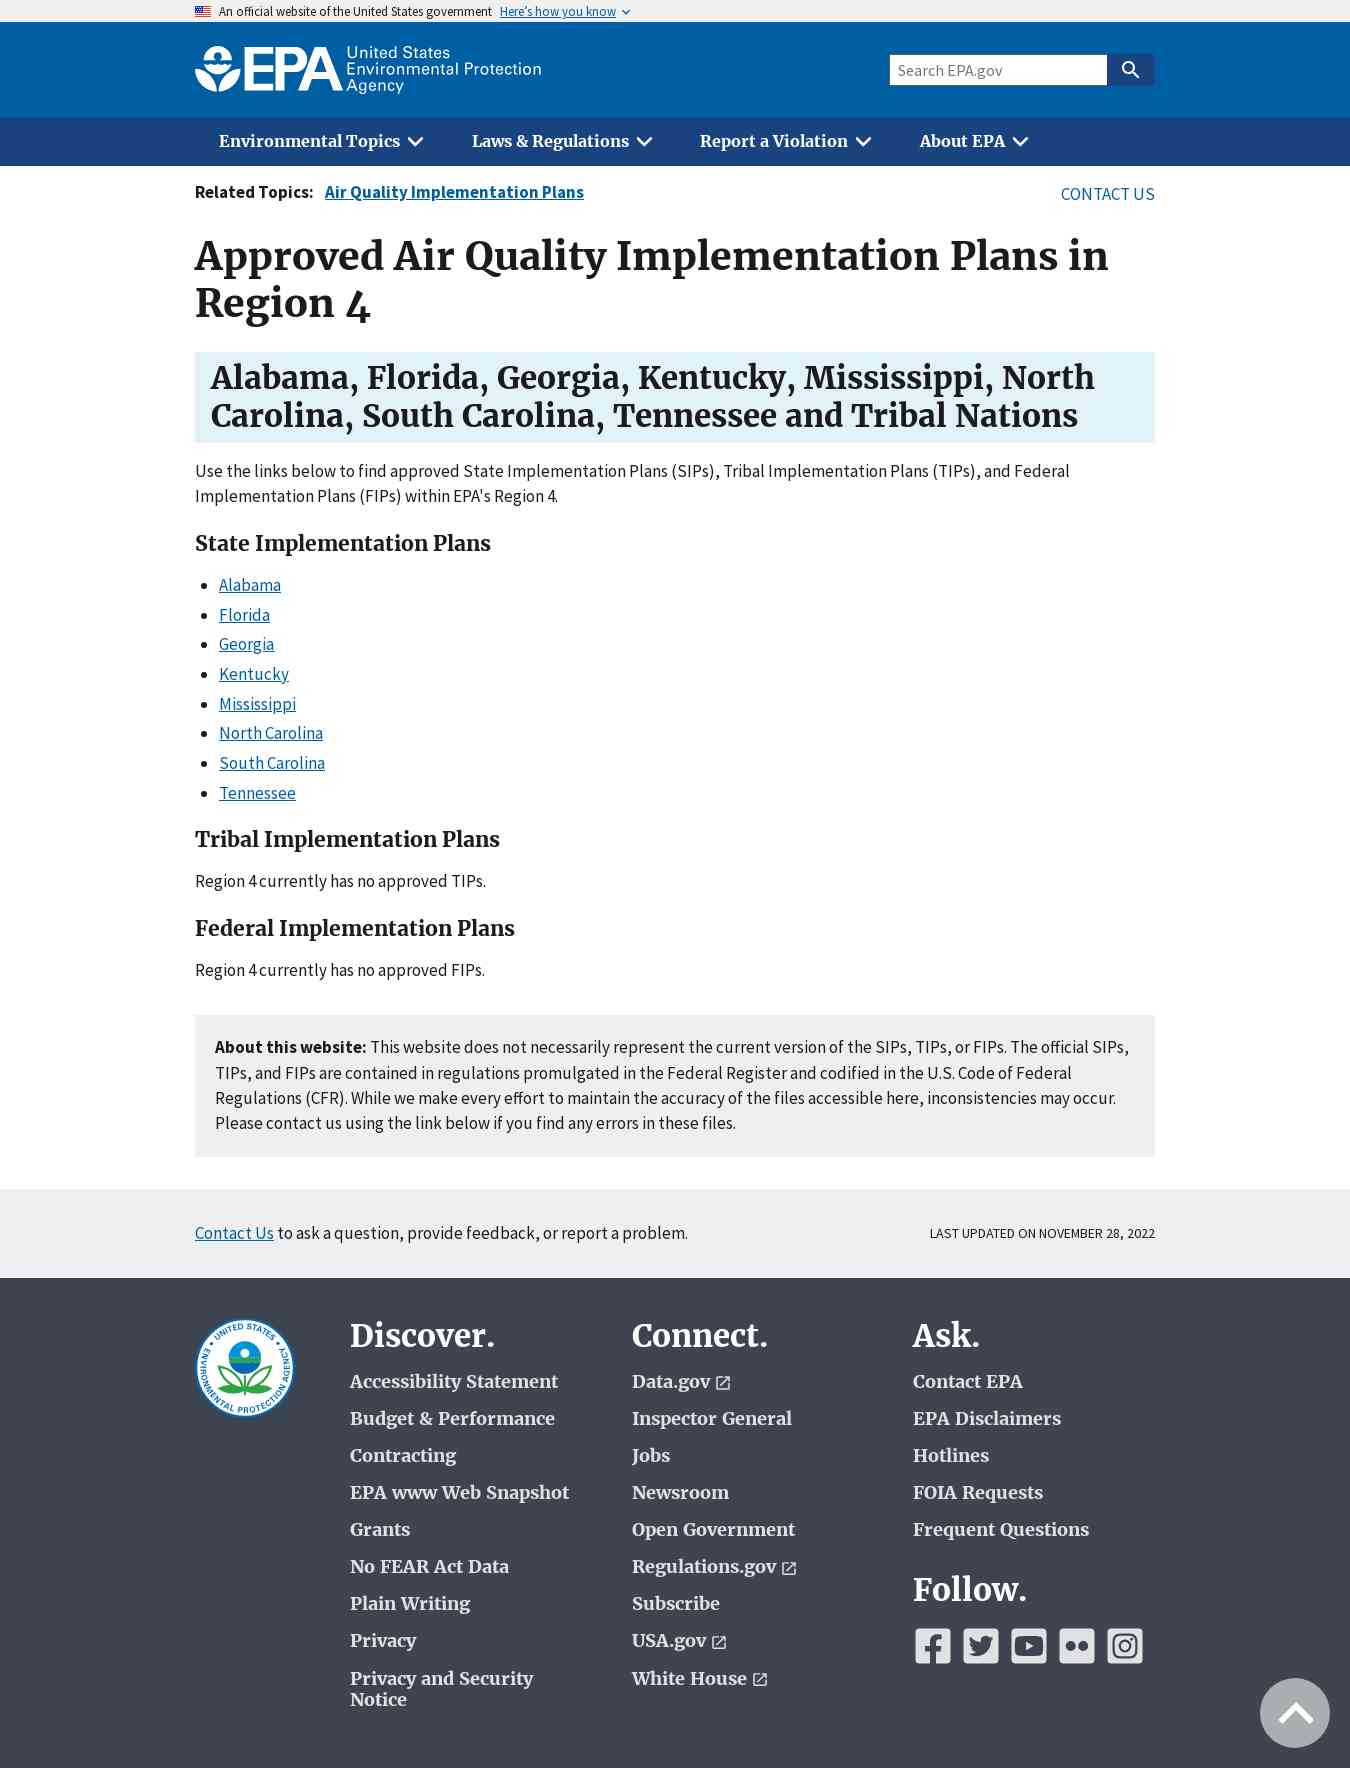 An official website of the United States government Here's how you know
EPA United States
Environmental Protection
Agency
Search EPA.gov
Environmental Topics
Laws & Regulations
Report a Violation
About EPA
Related Topics: Air Quality Implementation Plans
CONTACT US
Approved Air Quality Implementation Plans in
Region 4
Alabama, Florida, Georgia, Kentucky, Mississippi, North
Carolina, South Carolina, Tennessee and Tribal Nations
Use the links below to find approved State Implementation Plans (SIPs), Tribal Implementation Plans (TIPs), and Federal
Implementation Plans (FIPs) within EPA's Region 4.
State Implementation Plans
Alabama
Florida
Georgia
Kentucky
Mississippi
North Carolina
South Carolina
Tennessee
Tribal Implementation Plans
Region 4 currently has no approved TIPs.
Federal Implementation Plans
Region 4 currently has no approved FIPs.
About this website: This website does not necessarily represent the current version of the SIPs, TIPs, or FIPs. The official SIPs,
TIPs, and FIPs are contained in regulations promulgated in the Federal Register and codified in the U.S. Code of Federal
Regulations (CFR). While we make every effort to maintain the accuracy of the files accessible here, inconsistencies may occur.
Please contact us using the link below if you find any errors in these files.
Contact Us to ask a question, provide feedback, or report a problem.
LAST UPDATED ON NOVEMBER 28, 2022
UNITED STATES
ENVIRONMENTAL PROTECTION AGENCY
Discover.
Accessibility Statement
Budget & Performance
Contracting
EPA www Web Snapshot
Grants
No FEAR Act Data
Plain Writing
Privacy
Privacy and Security
Notice
Connect.
Data.gov
Inspector General
Jobs
Newsroom
Open Government
Regulations.gov
Subscribe
USA.gov
White House
Ask.
Contact EPA
EPA Disclaimers
Hotlines
FOIA Requests
Frequent Questions
Follow.